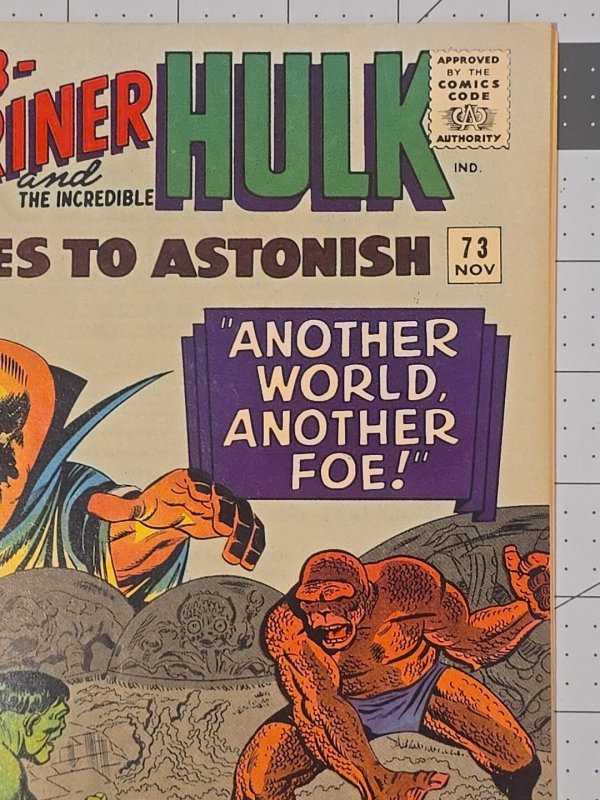 B-
RINER
and
THE INCREDIBLE
HULK
APPROVED
BY THE
COMICS
CODE
CA
AUTHORITY
IND.
ES TO ASTONISH
73
NOV
"ANOTHER
WORLD,
ANOTHER
FOE!"